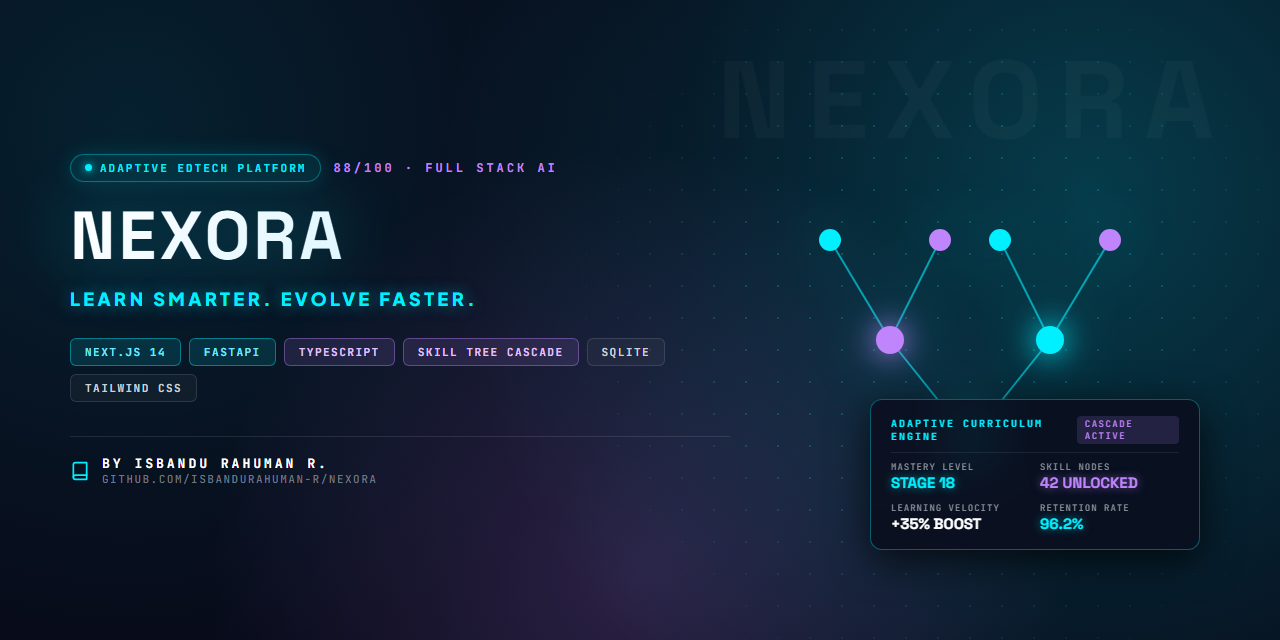 NEXORA
ADAPTIVE EDTECH PLATFORM 88/100 · FULL STACK AI
NEXORA
LEARN SMARTER. EVOLVE FASTER.
NEXT.JS 14 FASTAPI TYPESCRIPT SKILL TREE CASCADE SQLITE
TAILWIND CSS
BY ISBANDU RAHUMAN R.
GITHUB.COM/ISBANDURAHUMAN-R/NEXORA
ADAPTIVE CURRICULUM
ENGINE
CASCADE
ACTIVE
MASTERY LEVEL
STAGE 18
SKILL NODES
42 UNLOCKED
LEARNING VELOCITY
+35% BOOST
RETENTION RATE
96.2%